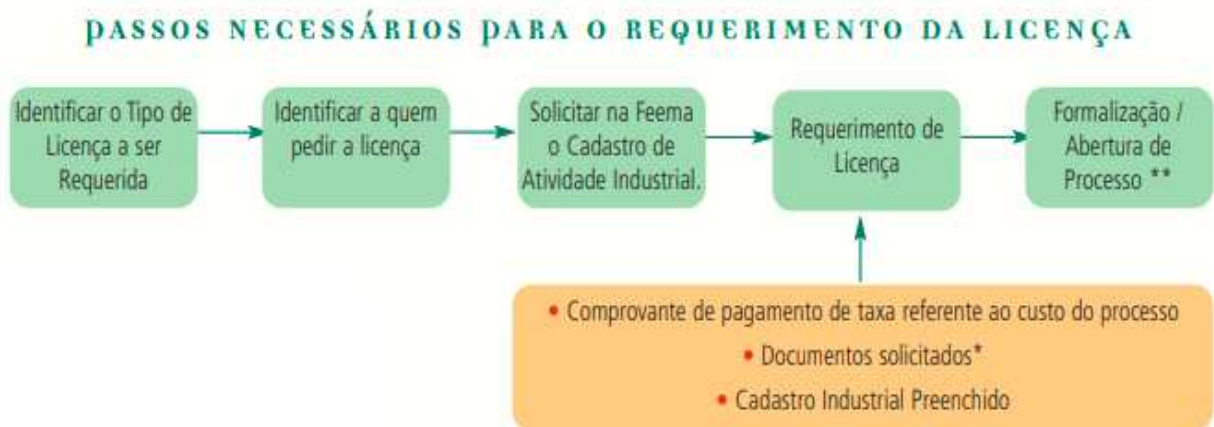 PASSOS NECESSÁRIOS PARA O REQUERIMENTO DA LICENÇA
Identificar o Tipo de
Licença a ser
Requerida
Identificar a quem
pedir a licença
Solicitar na Feema
o Cadastro de
Atividade Industrial.
Requerimento de
Licença
Formalização /
Abertura de
Processo **
• Comprovante de pagamento de taxa referente ao custo do processo
• Documentos solicitados*
• Cadastro Industrial Preenchido